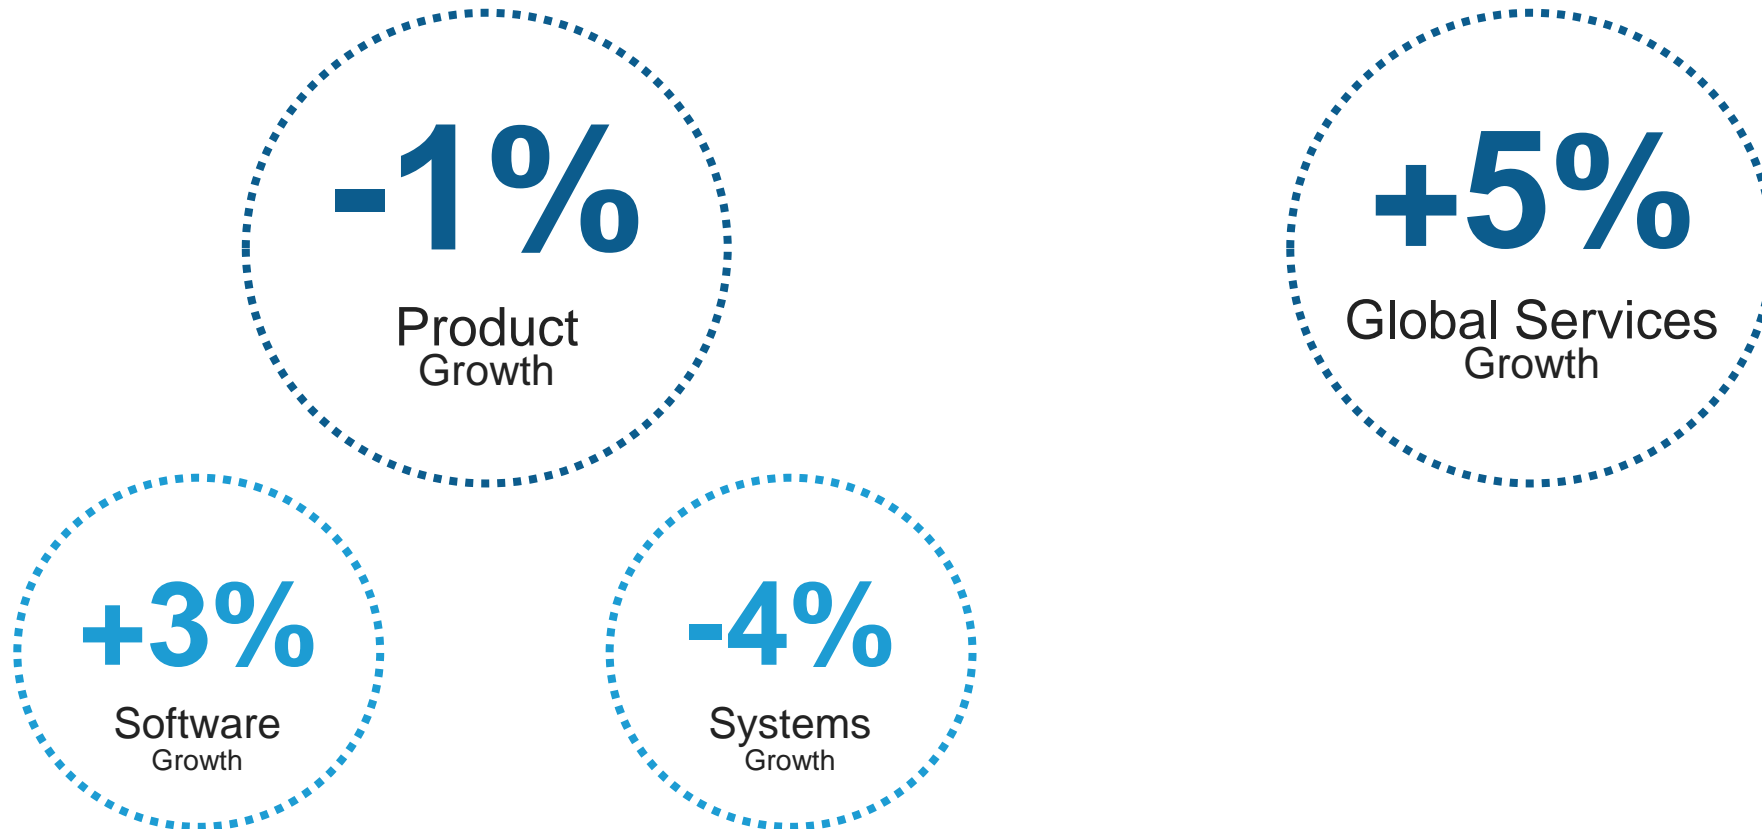 -1%
Product
Growth
+5%
Global Services
Growth
+3%
Software
Growth
-4%
Systems
Growth